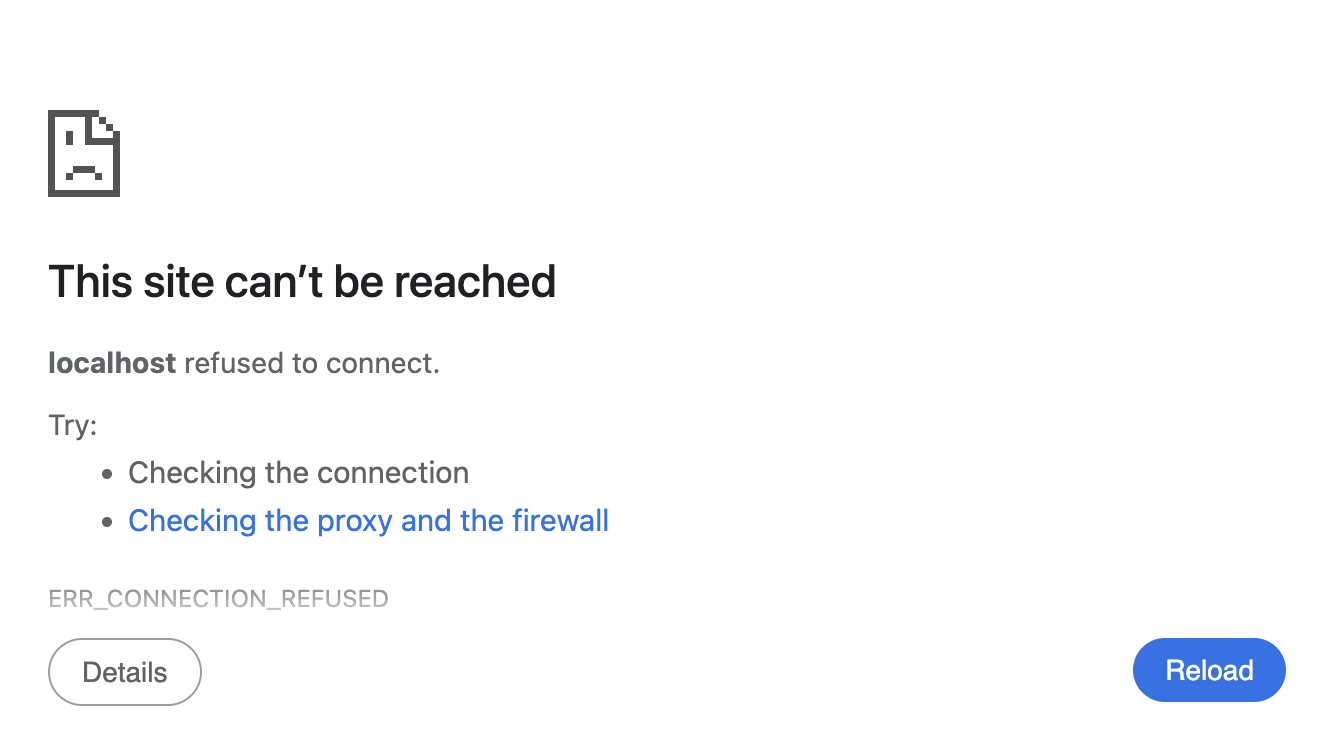 This site can’t be reached
localhost refused to connect.
Try:
Checking the connection
Checking the proxy and the firewall
ERR_CONNECTION_REFUSED
Details
Reload